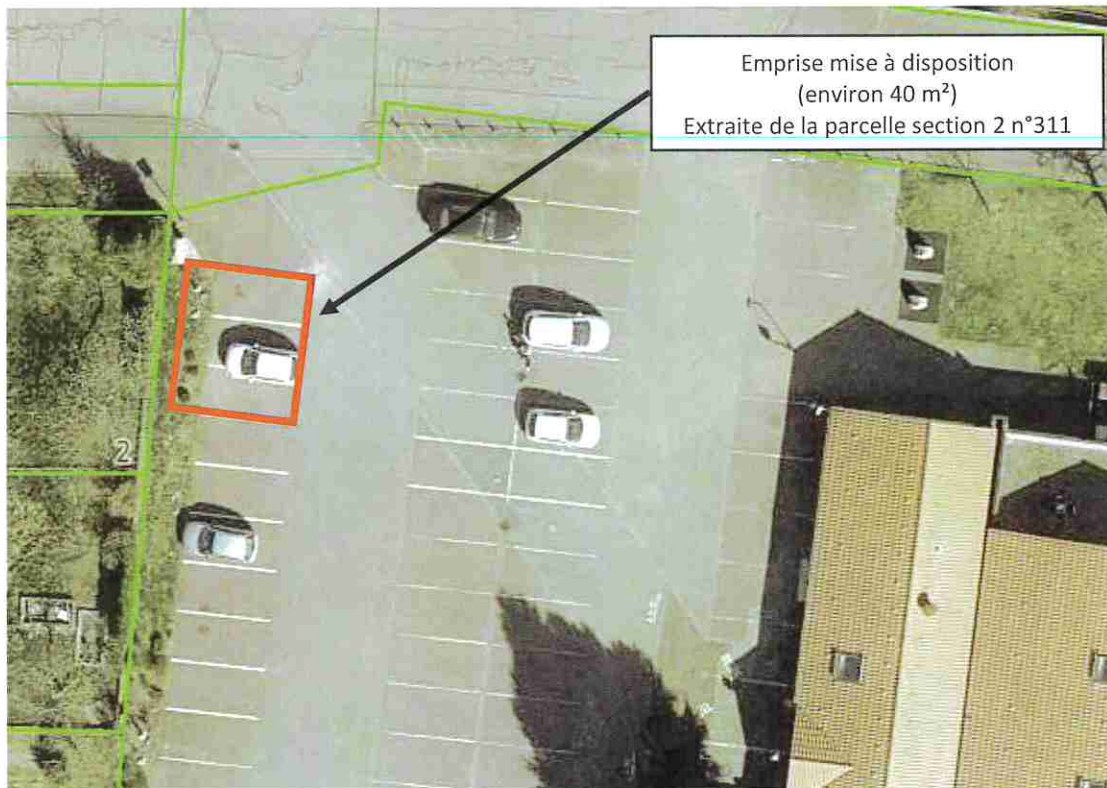 Emprise mise à disposition
(environ 40 m²)
Extraite de la parcelle section 2 n°311
2